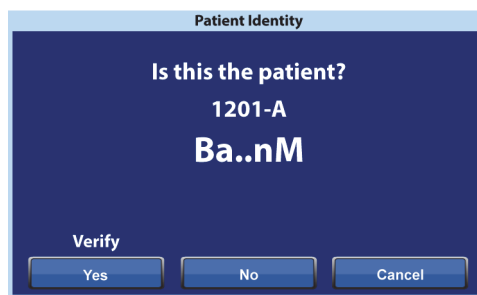 Patient Identity
Is this the patient?
1201-A
Ba..nM
Verify
Yes No Cancel